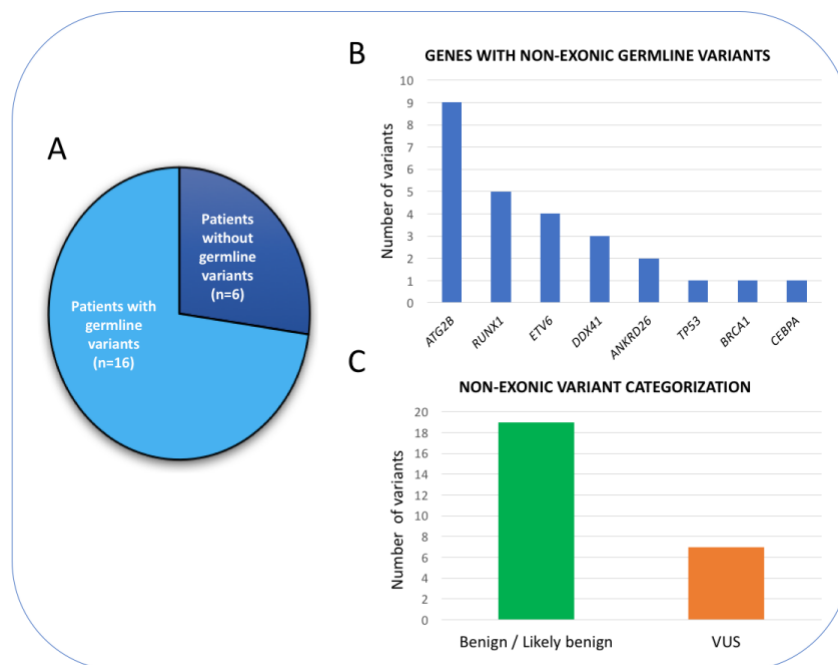 A
Patients
without
germline
variants
(n=6)
Patients with
germline
variants
(n=16)
B
GENES WITH NON-EXONIC GERMLINE VARIANTS
Number of variants
10
9
8
7
6
5
4
3
2
1
0
ATG2B
RUNX1
ETV6
DDX41
ANKRD26
TP53
BRCA1
CEBPA
C
NON-EXONIC VARIANT CATEGORIZATION
Number of variants
20
18
16
14
12
10
8
6
4
2
0
Benign / Likely benign
VUS